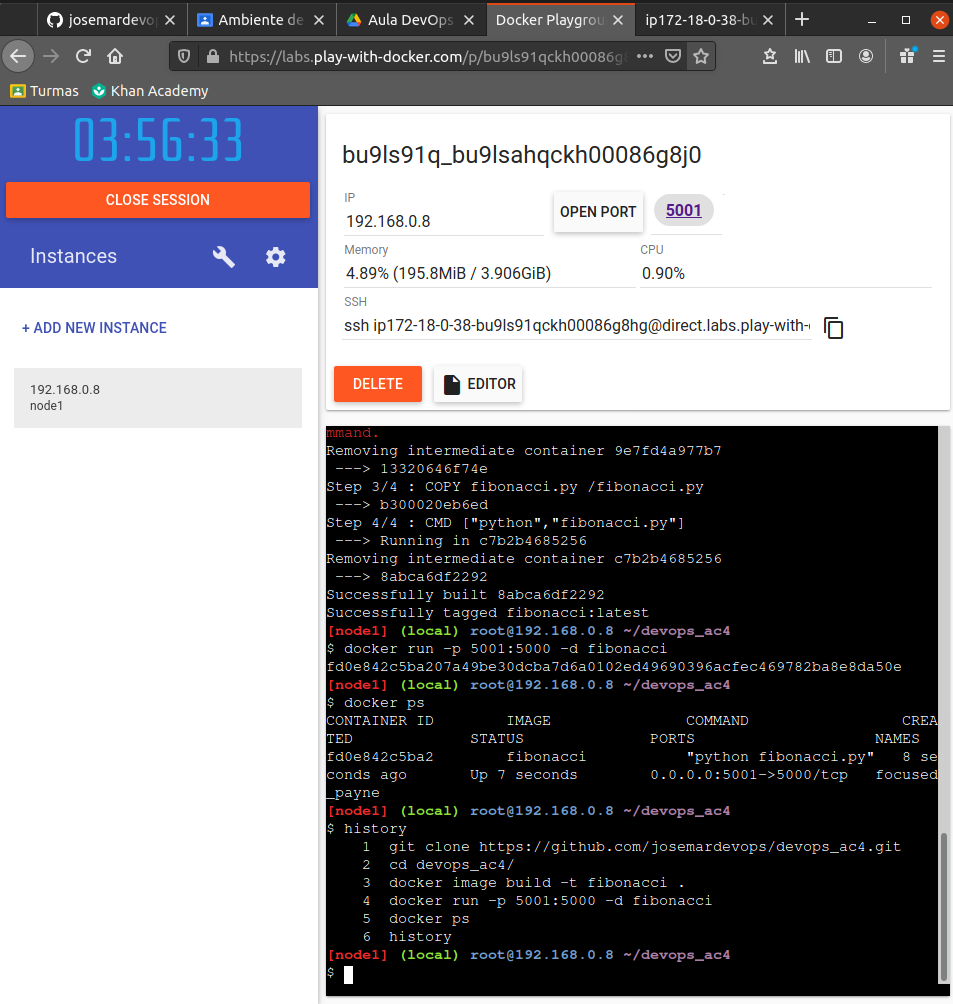 josemardevo
Ambiente de
Aula DevOps
Docker Playgrou
ip172-18-0-38-bu
https://labs.play-with-docker.com/p/bu9ls91qckh00086g8
Turmas
Khan Academy
03:56:33
CLOSE SESSION
Instances
+ ADD NEW INSTANCE
192.168.0.8
node1
bu9ls91q_bu9lsahqckh00086g8j0
IP
192.168.0.8
OPEN PORT
5001
Memory
4.89% (195.8MiB / 3.906GiB)
CPU
0.90%
SSH
ssh ip172-18-0-38-bu9ls91qckh00086g8hg@direct.labs.play-with-
DELETE
EDITOR
mmand.
Removing intermediate container 9e7fd4a977b7
 ---> 13320646f74e
Step 3/4 : COPY fibonacci.py /fibonacci.py
 ---> b300020eb6ed
Step 4/4 : CMD ["python","fibonacci.py"]
 ---> Running in c7b2b4685256
Removing intermediate container c7b2b4685256
 ---> 8abca6df2292
Successfully built 8abca6df2292
Successfully tagged fibonacci:latest
[node1] (local) root@192.168.0.8 ~/devops_ac4
$ docker run -p 5001:5000 -d fibonacci
fd0e842c5ba207a49be30dcba7d6a0102ed49690396acfec469782ba8e8da50e
[node1] (local) root@192.168.0.8 ~/devops_ac4
$ docker ps
CONTAINER ID        IMAGE               COMMAND                 CREA
TED             STATUS              PORTS                    NAMES
fd0e842c5ba2        fibonacci           "python fibonacci.py"   8 se
conds ago       Up 7 seconds        0.0.0.0:5001->5000/tcp   focused
_payne
[node1] (local) root@192.168.0.8 ~/devops_ac4
$ history
    1  git clone https://github.com/josemardevops/devops_ac4.git
    2  cd devops_ac4/
    3  docker image build -t fibonacci .
    4  docker run -p 5001:5000 -d fibonacci
    5  docker ps
    6  history
[node1] (local) root@192.168.0.8 ~/devops_ac4
$